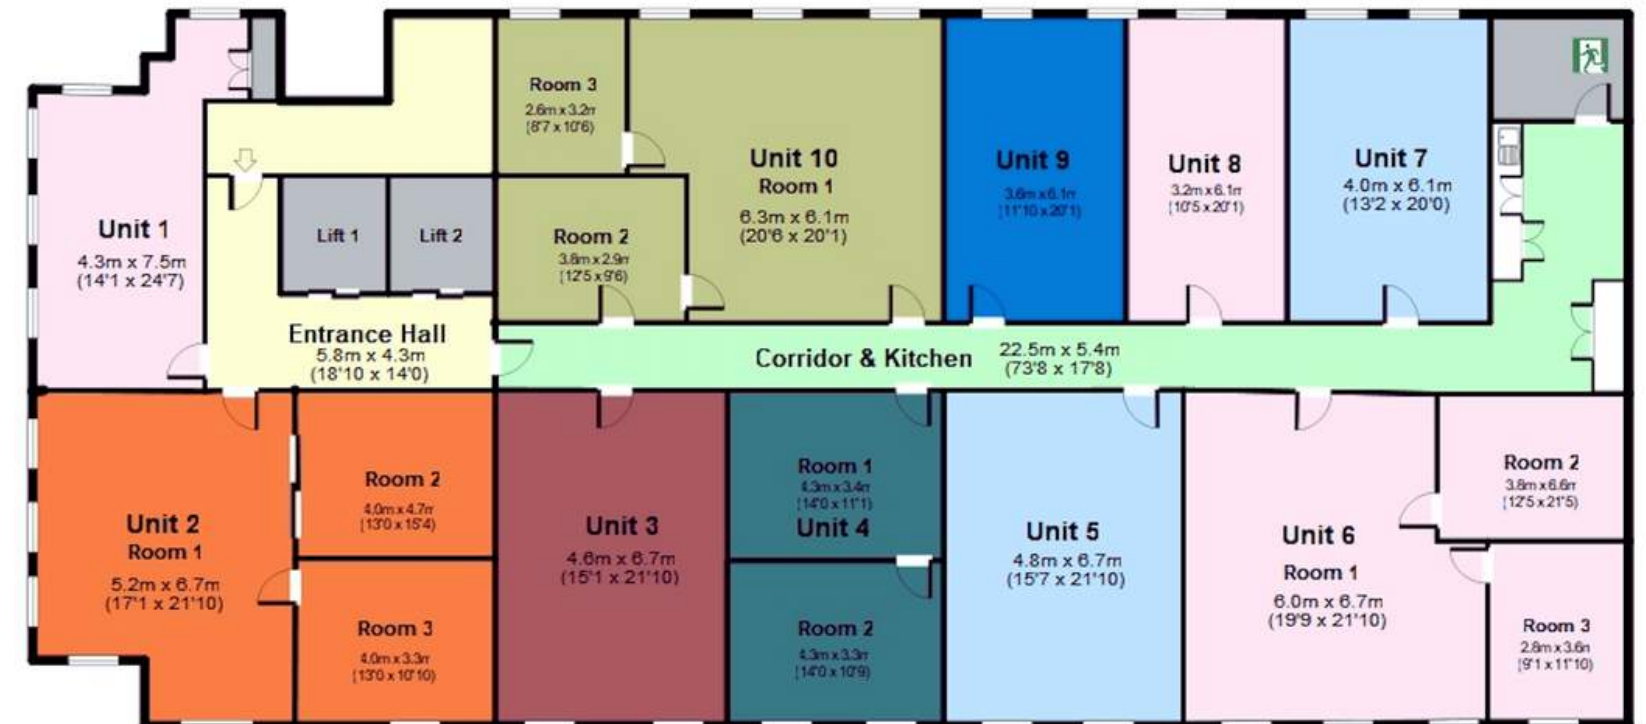 Unit 1
4.3m x 7.5m
(14'1 x 24'7)
Lift 1
Lift 2
Entrance Hall
5.8m x 4.3m
(18'10 x 14'0)
Room 3
2.6m x 3.2m
(8'7 x 10'6)
Room 2
3.8m x 2.9m
(12'5 x 9'6)
Unit 10
Room 1
6.3m x 6.1m
(20'6 x 20'1)
Unit 9
3.6m x 6.1m
(11'10 x 20'1)
Unit 8
3.2m x 6.1m
(10'5 x 20'1)
Unit 7
4.0m x 6.1m
(13'2 x 20'0)
Corridor & Kitchen
22.5m x 5.4m
(73'8 x 17'8)
Unit 2
Room 1
5.2m x 6.7m
(17'1 x 21'10)
Room 2
4.0m x 4.7m
(13'0 x 15'4)
Room 3
4.0m x 3.3m
(13'0 x 10'10)
Unit 3
4.6m x 6.7m
(15'1 x 21'10)
Room 1
4.3m x 3.4m
(14'0 x 11'1)
Unit 4
Room 2
4.3m x 3.3m
(14'0 x 10'9)
Unit 5
4.8m x 6.7m
(15'7 x 21'10)
Unit 6
Room 1
6.0m x 6.7m
(19'9 x 21'10)
Room 2
3.8m x 6.6m
(12'5 x 21'5)
Room 3
2.8m x 3.6m
(9'1 x 11'10)